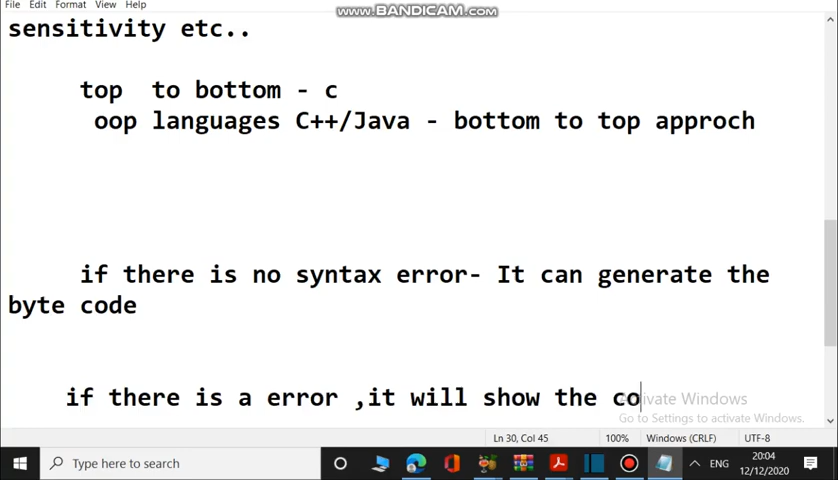 www.BANDICAM.com
File Edit Format View Help
sensitivity etc..
top to bottom - c
oop languages C++/Java - bottom to top approch
if there is no syntax error- It can generate the
byte code
if there is a error ,it will show the co
Activate Windows
Go to Settings to activate Windows.
Ln 30, Col 45 100% Windows (CRLF) UTF-8
Type here to search
ENG
20:04
12/12/2020